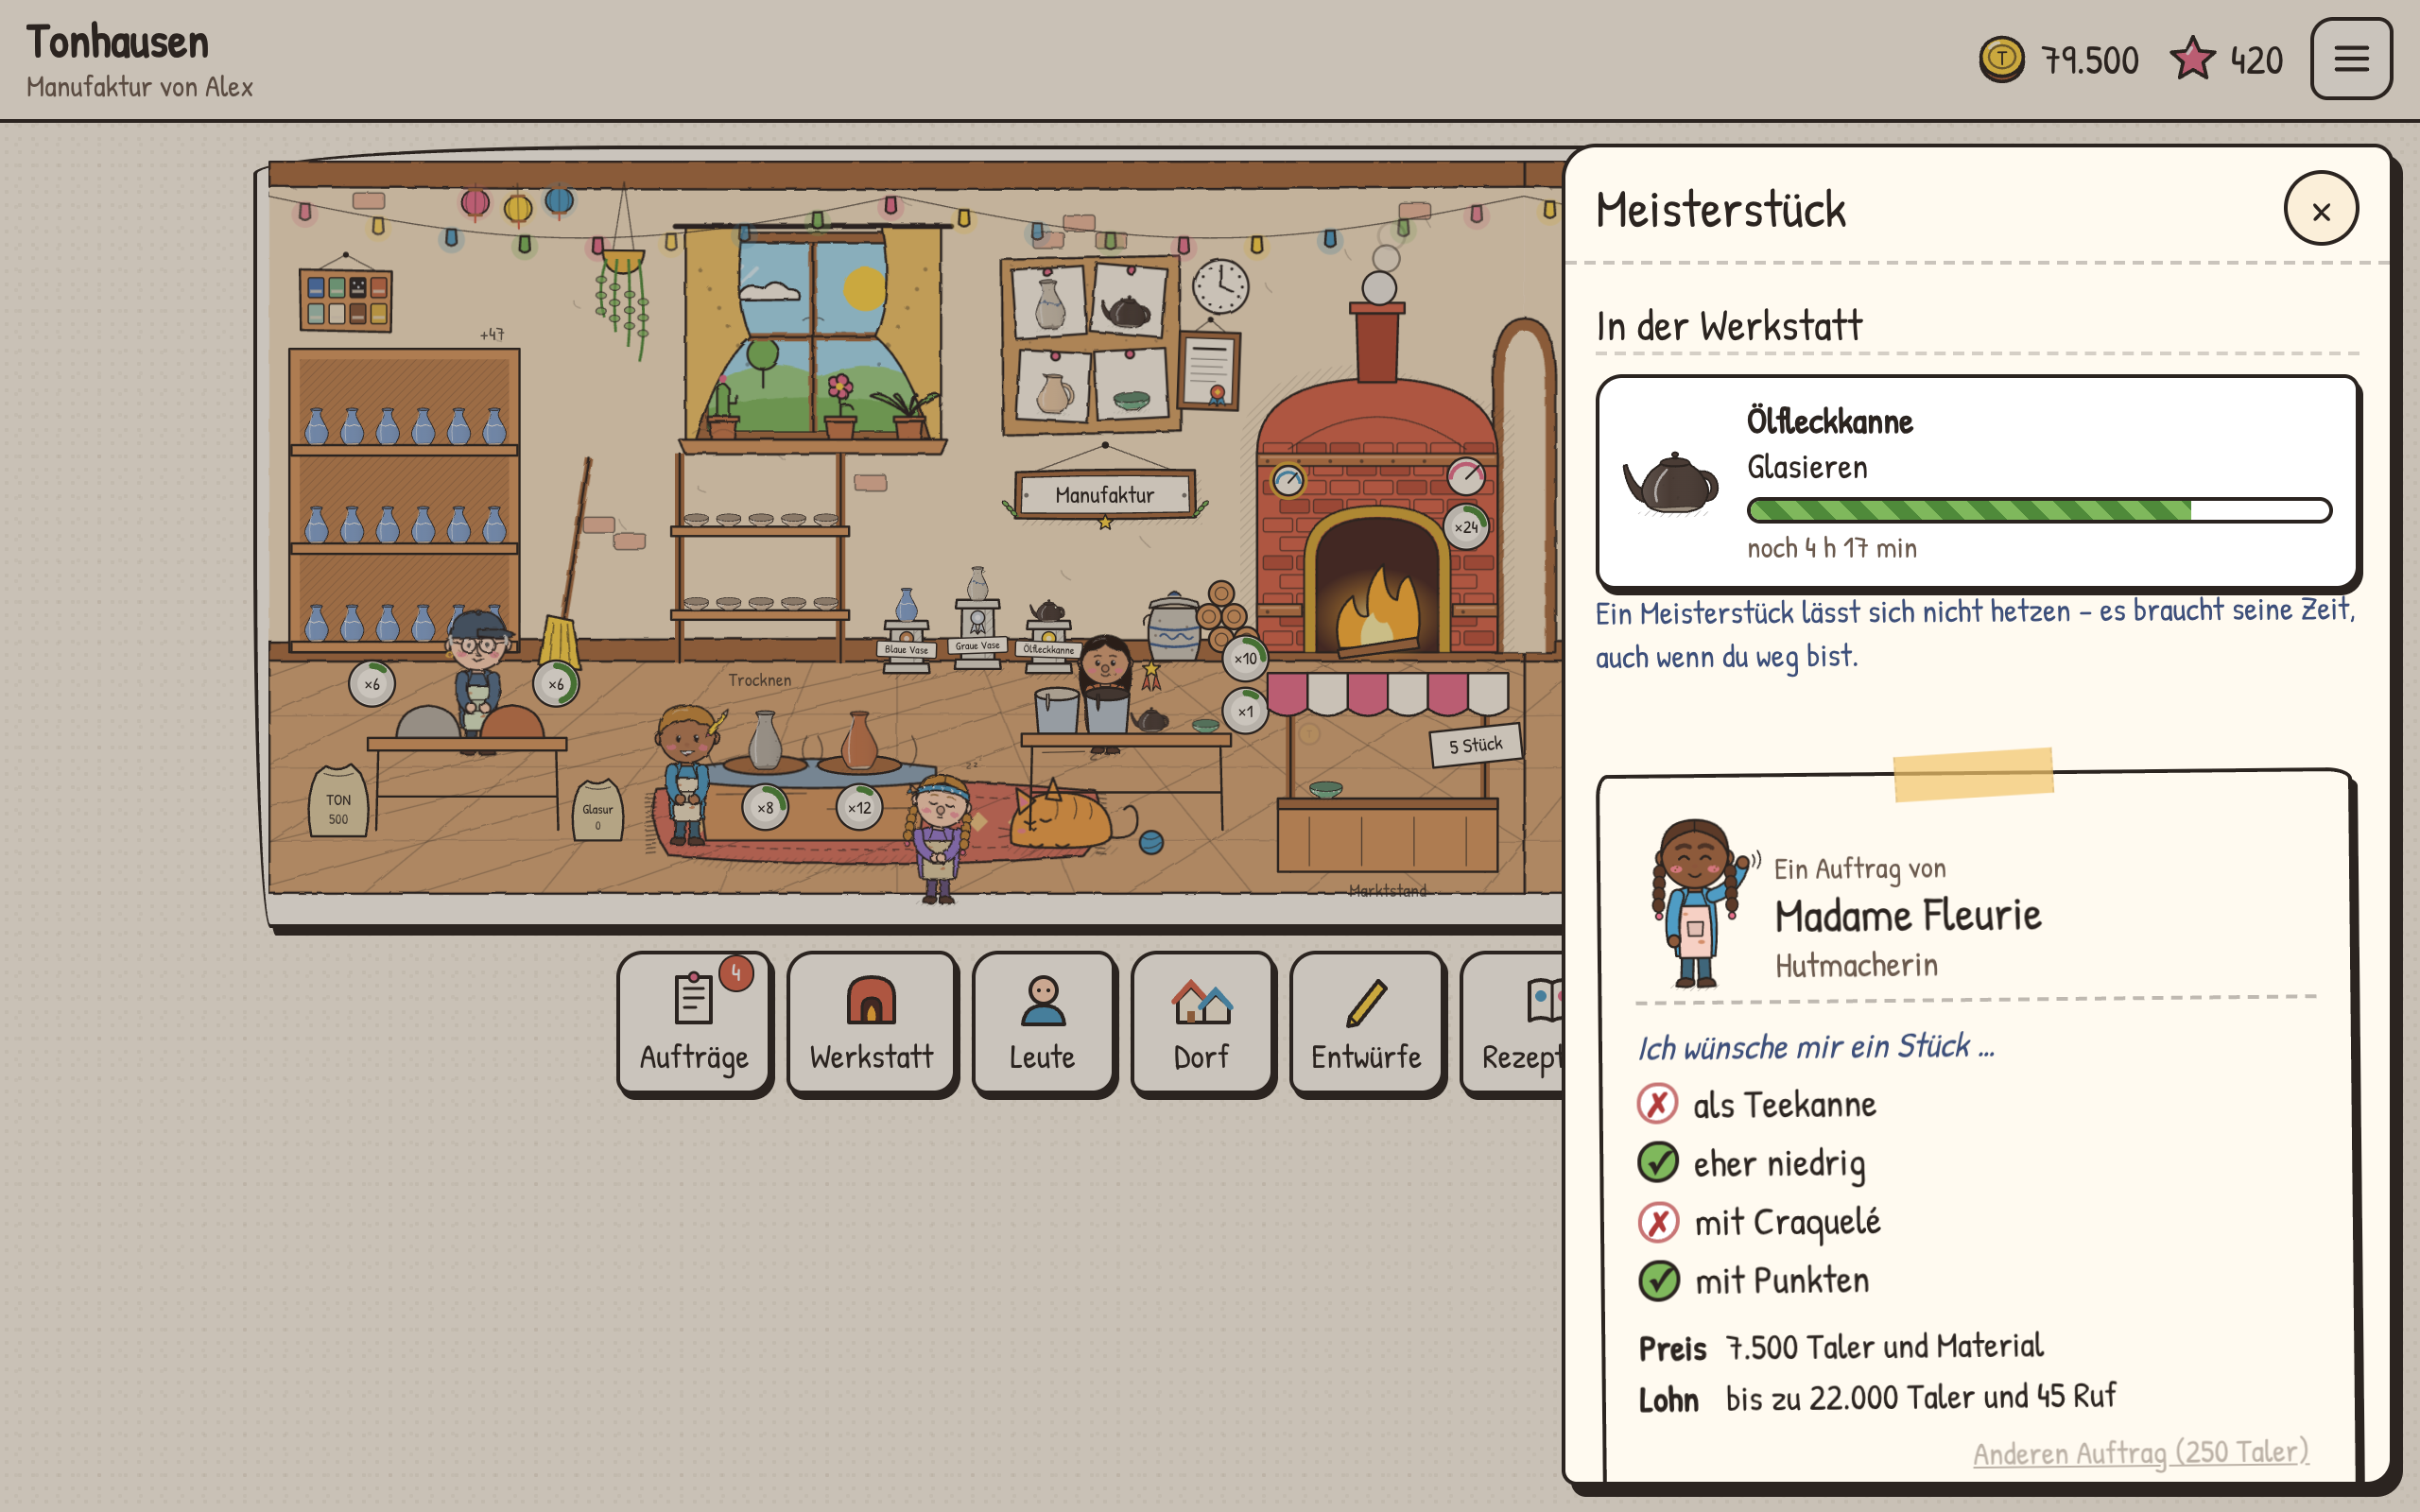 Tonhausen
Manufaktur von Alex
79.500
420
+47
Manufaktur
×24
Blaue Vase
Graue Vase
Ölfleckkanne
×6
×6
Trocknen
×10
×1
5 Stück
TON
500
Glasur
0
×8
×12
zz
Marktstand
4
Aufträge
Werkstatt
Leute
Dorf
Entwürfe
Rezept
Meisterstück
×
In der Werkstatt
Ölfleckkanne
Glasieren
noch 4 h 17 min
Ein Meisterstück lässt sich nicht hetzen – es braucht seine Zeit,
auch wenn du weg bist.
Ein Auftrag von
Madame Fleurie
Hutmacherin
Ich wünsche mir ein Stück ...
als Teekanne
eher niedrig
mit Craquelé
mit Punkten
Preis 7.500 Taler und Material
Lohn bis zu 22.000 Taler und 45 Ruf
Anderen Auftrag (250 Taler)